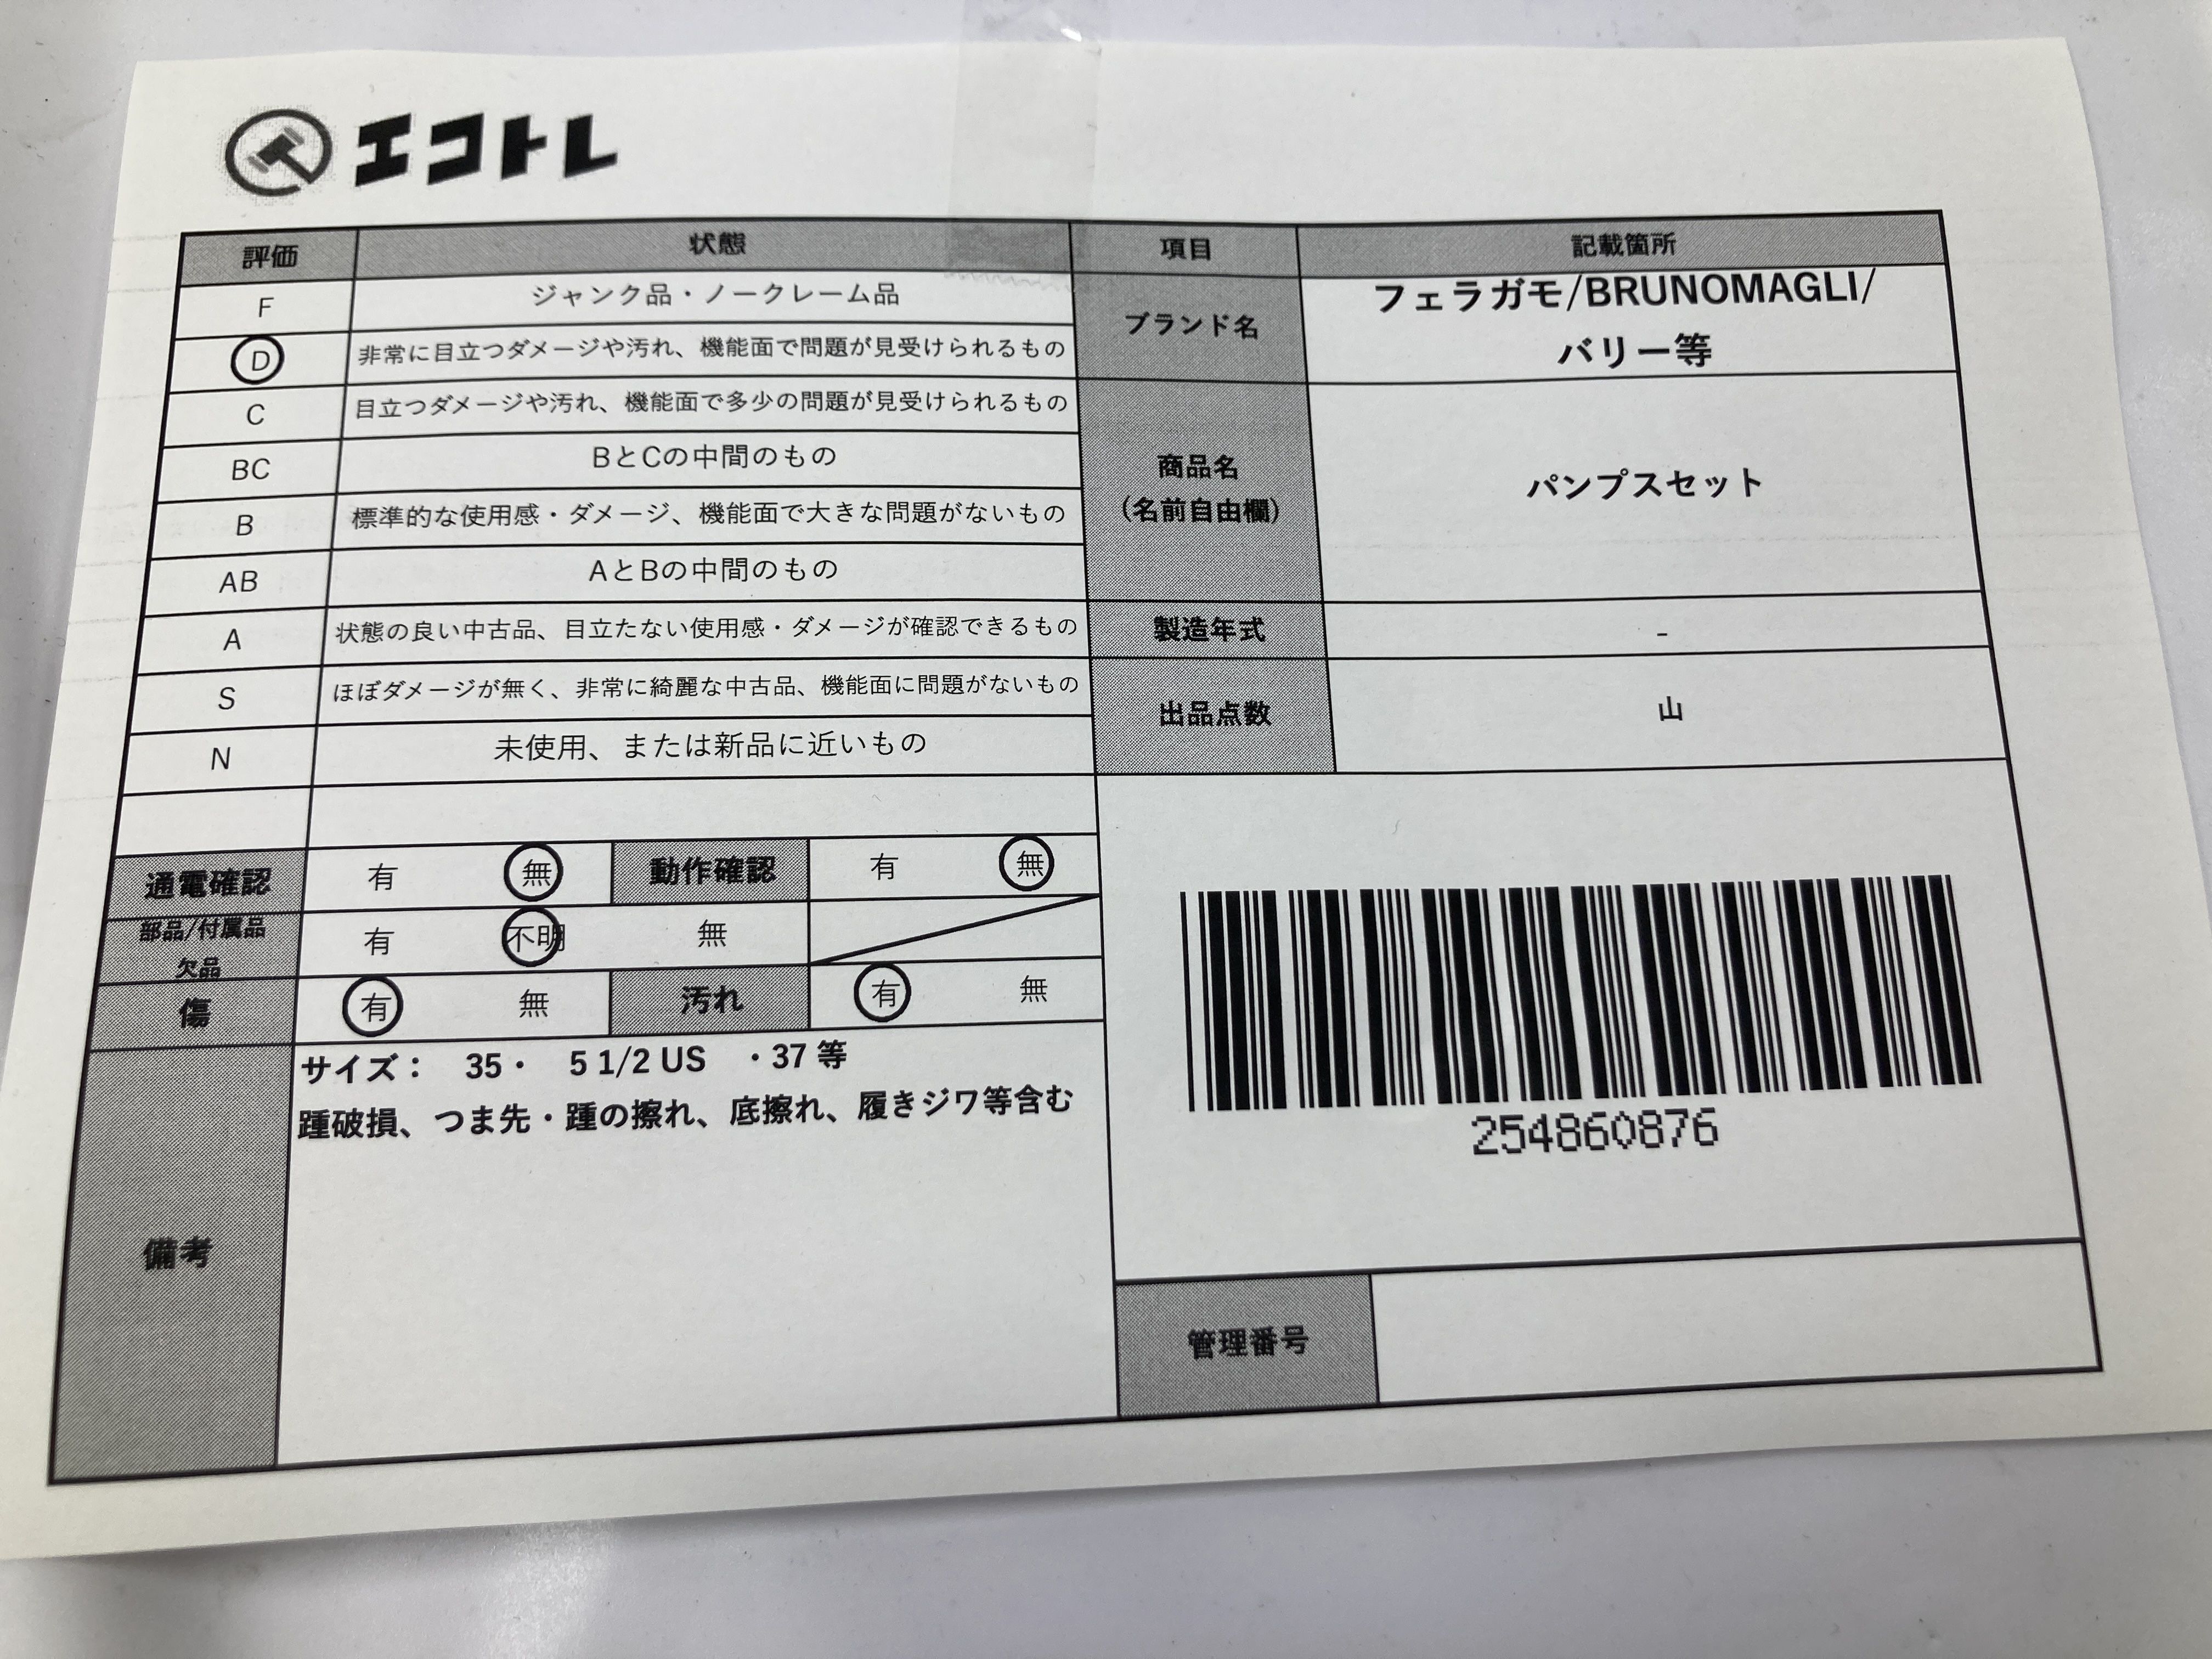 エコトレ
評価 状態 項目 記載箇所
F ジャンク品・ノークレーム品
D 非常に目立つダメージや汚れ、機能面で問題が見受けられるもの
C 目立つダメージや汚れ、機能面で多少の問題が見受けられるもの
BC BとCの中間のもの
B 標準的な使用感・ダメージ、機能面で大きな問題がないもの
AB AとBの中間のもの
A 状態の良い中古品、目立たない使用感・ダメージが確認できるもの
S ほぼダメージが無く、非常に綺麗な中古品、機能面に問題がないもの
N 未使用、または新品に近いもの
ブランド名
フェラガモ/BRUNOMAGLI/
バリー等
商品名
(名前自由欄)
パンプスセット
製造年式 -
出品点数 山
通電確認 有 無 動作確認 有 無
部品/付属品
欠品
有 不明 無
傷 有 無 汚れ 有 無
備考
サイズ： 35・ 5 1/2 US ・37 等
踵破損、つま先・踵の擦れ、底擦れ、履きジワ等含む
254860876
管理番号